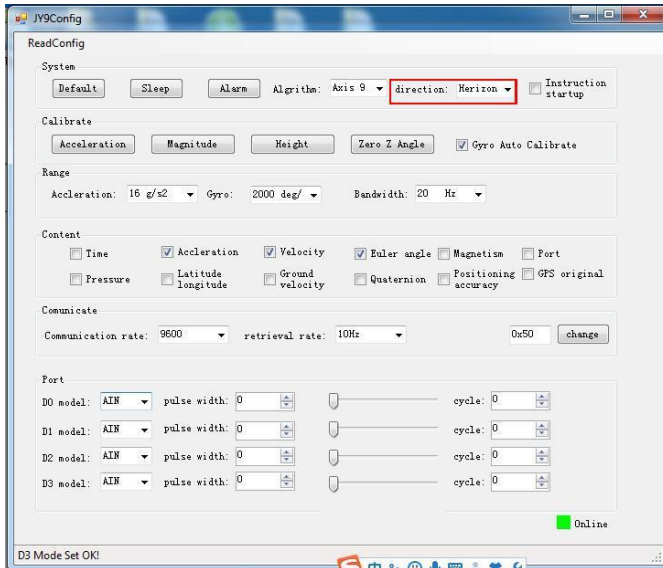 JY9Config
ReadConfig
System
Default Sleep Alarm Algrithm: Axis 9 direction: Herizon Instruction startup
Calibrate
Acceleration Magnitude Height Zero Z Angle Gyro Auto Calibrate
Range
Accleration: 16 g/s2 Gyro: 2000 deg/ Bandwidth: 20 Hz
Content
Time Accleration Velocity Euler angle Magnetism Port
Pressure Latitude longitude Ground velocity Quaternion Positioning accuracy GPS original
Comunicate
Communication rate: 9600 retrieval rate: 10Hz 0x50 change
Port
D0 model: AIN pulse width: 0 cycle: 0
D1 model: AIN pulse width: 0 cycle: 0
D2 model: AIN pulse width: 0 cycle: 0
D3 model: AIN pulse width: 0 cycle: 0
Online
D3 Mode Set OK!
中